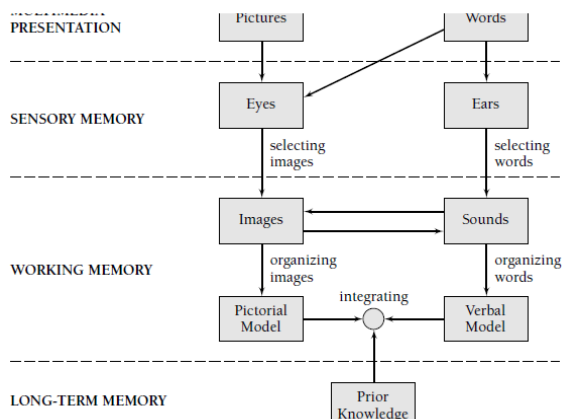 MULTIMEDIA
PRESENTATION
Pictures
Words
SENSORY MEMORY
Eyes
Ears
selecting
images
selecting
words
WORKING MEMORY
Images
Sounds
organizing
images
organizing
words
integrating
Pictorial
Model
Verbal
Model
LONG-TERM MEMORY
Prior
Knowledge